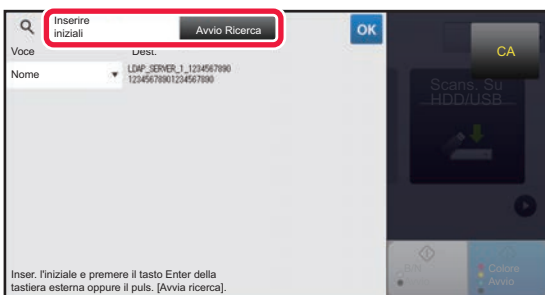 Inserire
iniziali
Avvio Ricerca
OK
CA
Voce
Dest.
Nome
LDAP_SERVER_1_1234567890
12345678901234567890
Scans. Su
HDD/USB
B/N
Avvio
Colore
Avvio
Inser. l'iniziale e premere il tasto Enter della
tastiera esterna oppure il puls. [Avvia ricerca].